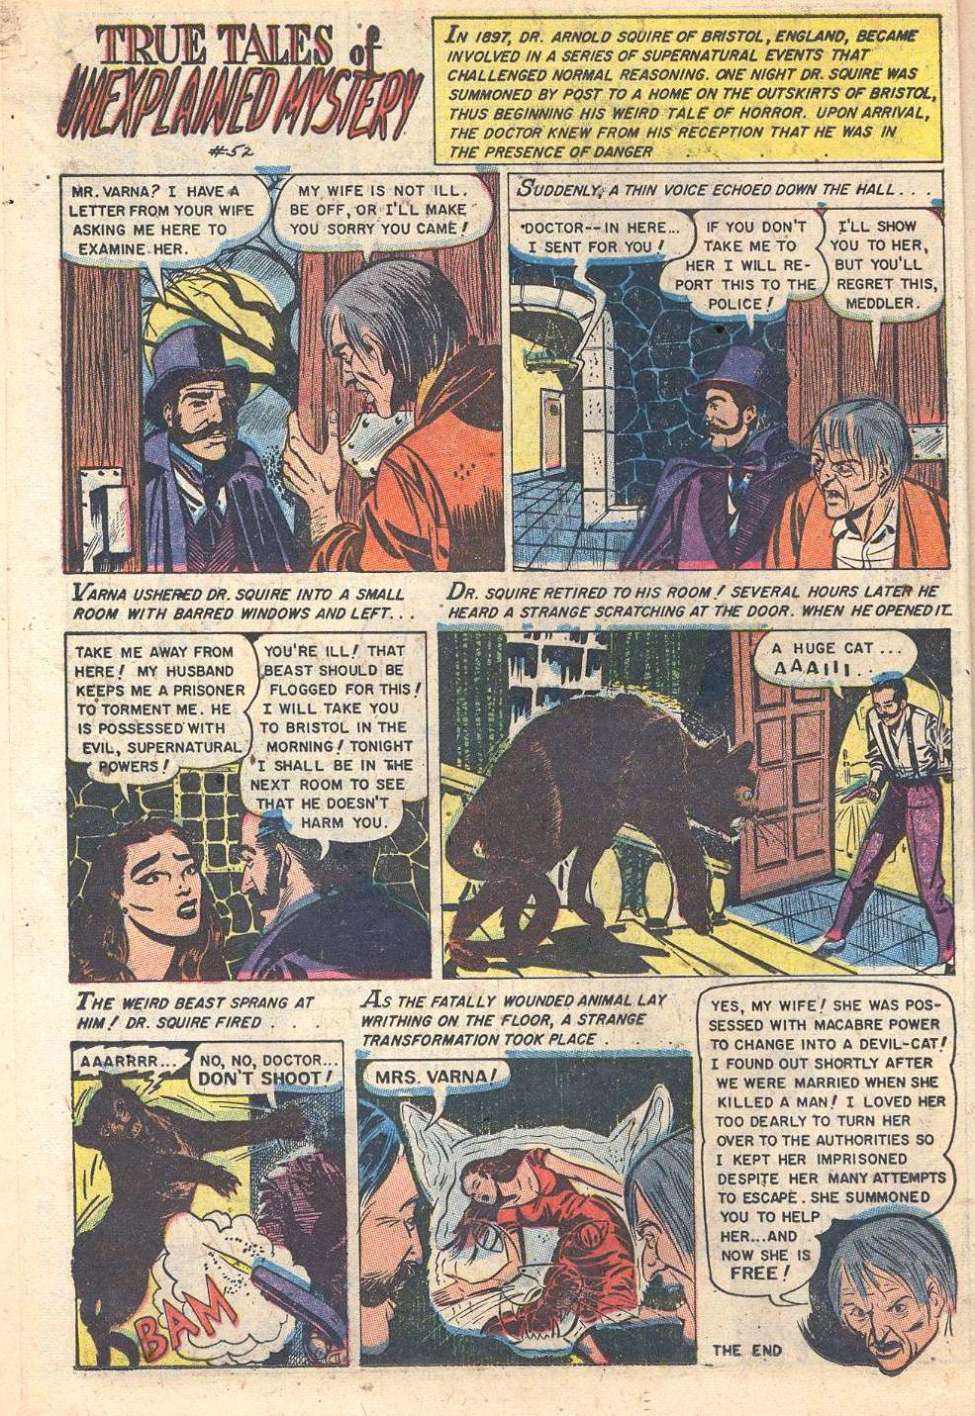 TRUE TALES of
UNEXPLAINED MYSTERY
#52
IN 1897, DR. ARNOLD SQUIRE OF BRISTOL, ENGLAND, BECAME
INVOLVED IN A SERIES OF SUPERNATURAL EVENTS THAT
CHALLENGED NORMAL REASONING. ONE NIGHT DR. SQUIRE WAS
SUMMONED BY POST TO A HOME ON THE OUTSKIRTS OF BRISTOL,
THUS BEGINNING HIS WEIRD TALE OF HORROR. UPON ARRIVAL,
THE DOCTOR KNEW FROM HIS RECEPTION THAT HE WAS IN
THE PRESENCE OF DANGER . . . .
MR. VARNA? I HAVE A
LETTER FROM YOUR WIFE
ASKING ME HERE TO
EXAMINE HER.
MY WIFE IS NOT ILL.
BE OFF, OR I'LL MAKE
YOU SORRY YOU CAME!
SUDDENLY, A THIN VOICE ECHOED DOWN THE HALL . . .
DOCTOR--IN HERE...
I SENT FOR YOU!
IF YOU DON'T
TAKE ME TO
HER I WILL RE-
PORT THIS TO THE
POLICE!
I'LL SHOW
YOU TO HER,
BUT YOU'LL
REGRET THIS,
MEDDLER.
VARNA USHERED DR. SQUIRE INTO A SMALL
ROOM WITH BARRED WINDOWS AND LEFT...
TAKE ME AWAY FROM
HERE! MY HUSBAND
KEEPS ME A PRISONER
TO TORMENT ME. HE
IS POSSESSED WITH
EVIL, SUPERNATURAL
POWERS!
YOU'RE ILL! THAT
BEAST SHOULD BE
FLOGGED FOR THIS!
I WILL TAKE YOU
TO BRISTOL IN THE
MORNING! TONIGHT
I SHALL BE IN THE
NEXT ROOM TO SEE
THAT HE DOESN'T
HARM YOU.
DR. SQUIRE RETIRED TO HIS ROOM! SEVERAL HOURS LATER HE
HEARD A STRANGE SCRATCHING AT THE DOOR. WHEN HE OPENED IT...
A HUGE CAT ...
AAAIII . .
THE WEIRD BEAST SPRANG AT
HIM! DR. SQUIRE FIRED . . .
AAARRRR...
NO, NO, DOCTOR...
DON'T SHOOT!
BAM
AS THE FATALLY WOUNDED ANIMAL LAY
WRITHING ON THE FLOOR, A STRANGE
TRANSFORMATION TOOK PLACE . . .
MRS. VARNA!
YES, MY WIFE! SHE WAS POS-
SESSED WITH MACABRE POWER
TO CHANGE INTO A DEVIL-CAT!
I FOUND OUT SHORTLY AFTER
WE WERE MARRIED WHEN SHE
KILLED A MAN! I LOVED HER
TOO DEARLY TO TURN HER
OVER TO THE AUTHORITIES SO
I KEPT HER IMPRISONED
DESPITE HER MANY ATTEMPTS
TO ESCAPE. SHE SUMMONED
YOU TO HELP
HER...AND
NOW SHE IS
FREE!
THE END